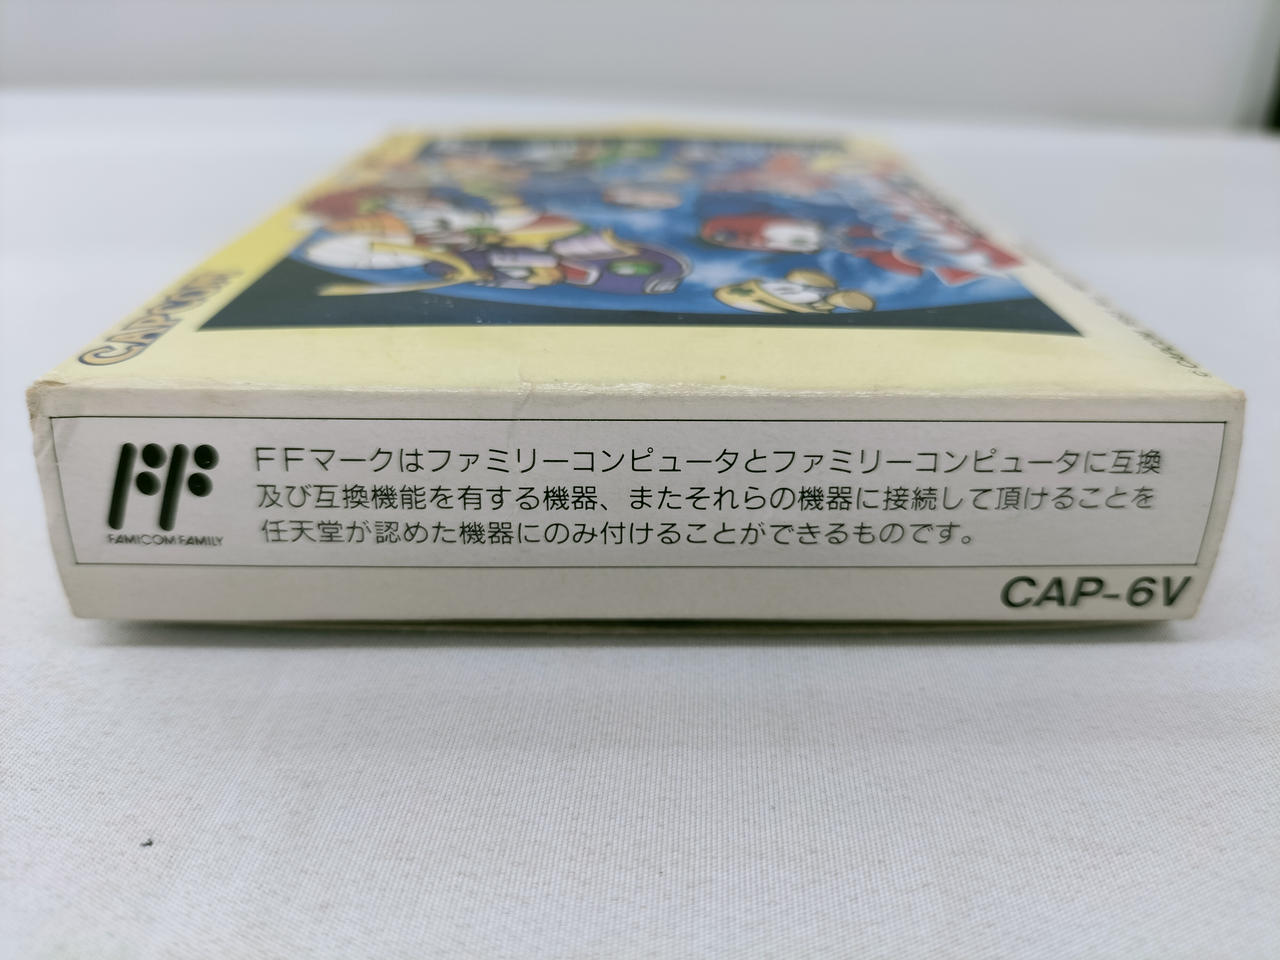 CAPCOM
FFマークはファミリーコンピュータとファミリーコンピュータに互換
及び互換機能を有する機器、またそれらの機器に接続して頂けることを
任天堂が認めた機器にのみ付けることができるものです。
FAMICOM FAMILY
CAP-6V